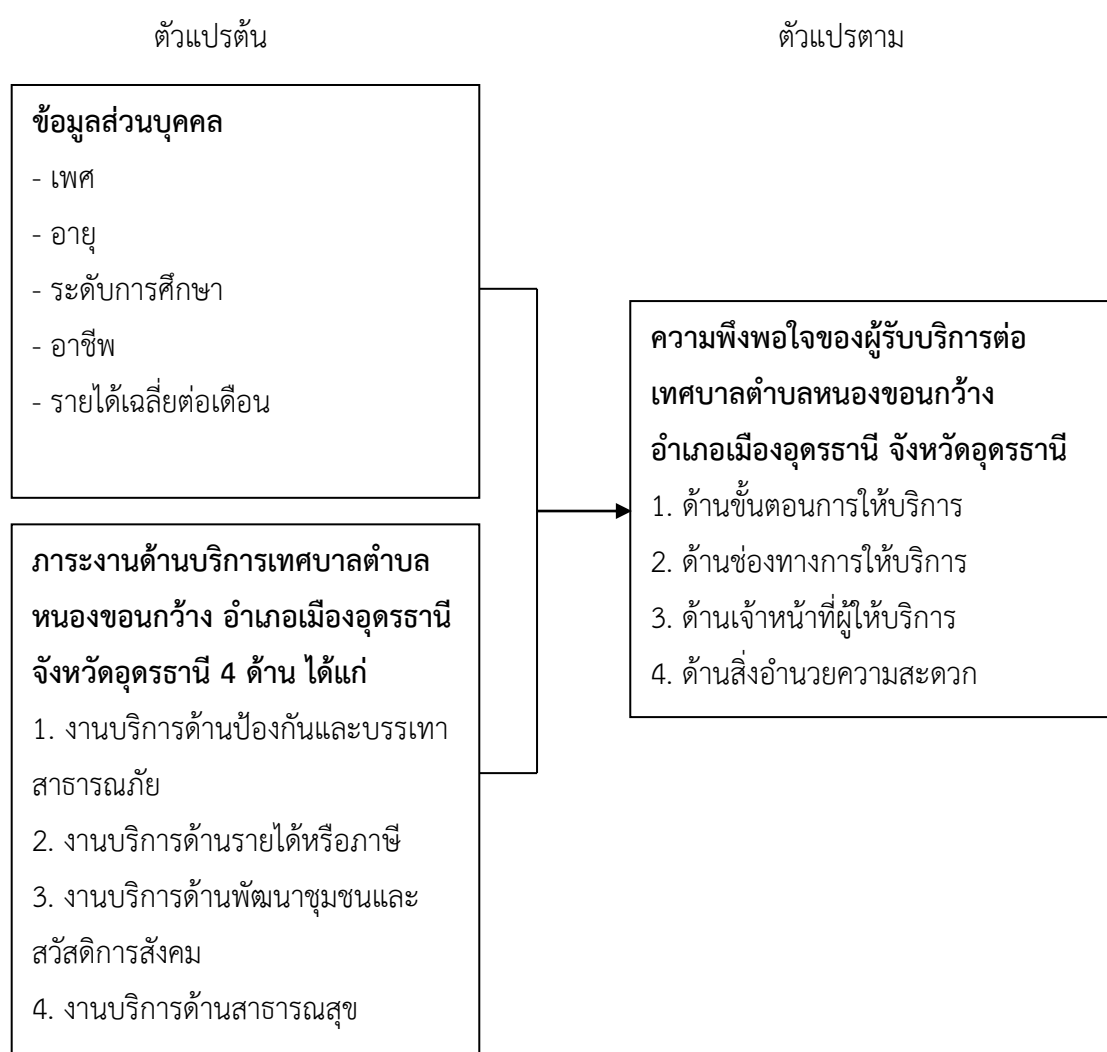 ตัวแปรต้น
ตัวแปรตาม
ข้อมูลส่วนบุคคล
- เพศ
- อายุ
- ระดับการศึกษา
- อาชีพ
- รายได้เฉลี่ยต่อเดือน
ภาระงานด้านบริการเทศบาลตำบล
หนองขอนกว้าง อำเภอเมืองอุดรธานี
จังหวัดอุดรธานี 4 ด้าน ได้แก่
1. งานบริการด้านป้องกันและบรรเทา
สาธารณภัย
2. งานบริการด้านรายได้หรือภาษี
3. งานบริการด้านพัฒนาชุมชนและ
สวัสดิการสังคม
4. งานบริการด้านสาธารณสุข
ความพึงพอใจของผู้รับบริการต่อ
เทศบาลตำบลหนองขอนกว้าง
อำเภอเมืองอุดรธานี จังหวัดอุดรธานี
1. ด้านขั้นตอนการให้บริการ
2. ด้านช่องทางการให้บริการ
3. ด้านเจ้าหน้าที่ผู้ให้บริการ
4. ด้านสิ่งอำนวยความสะดวก